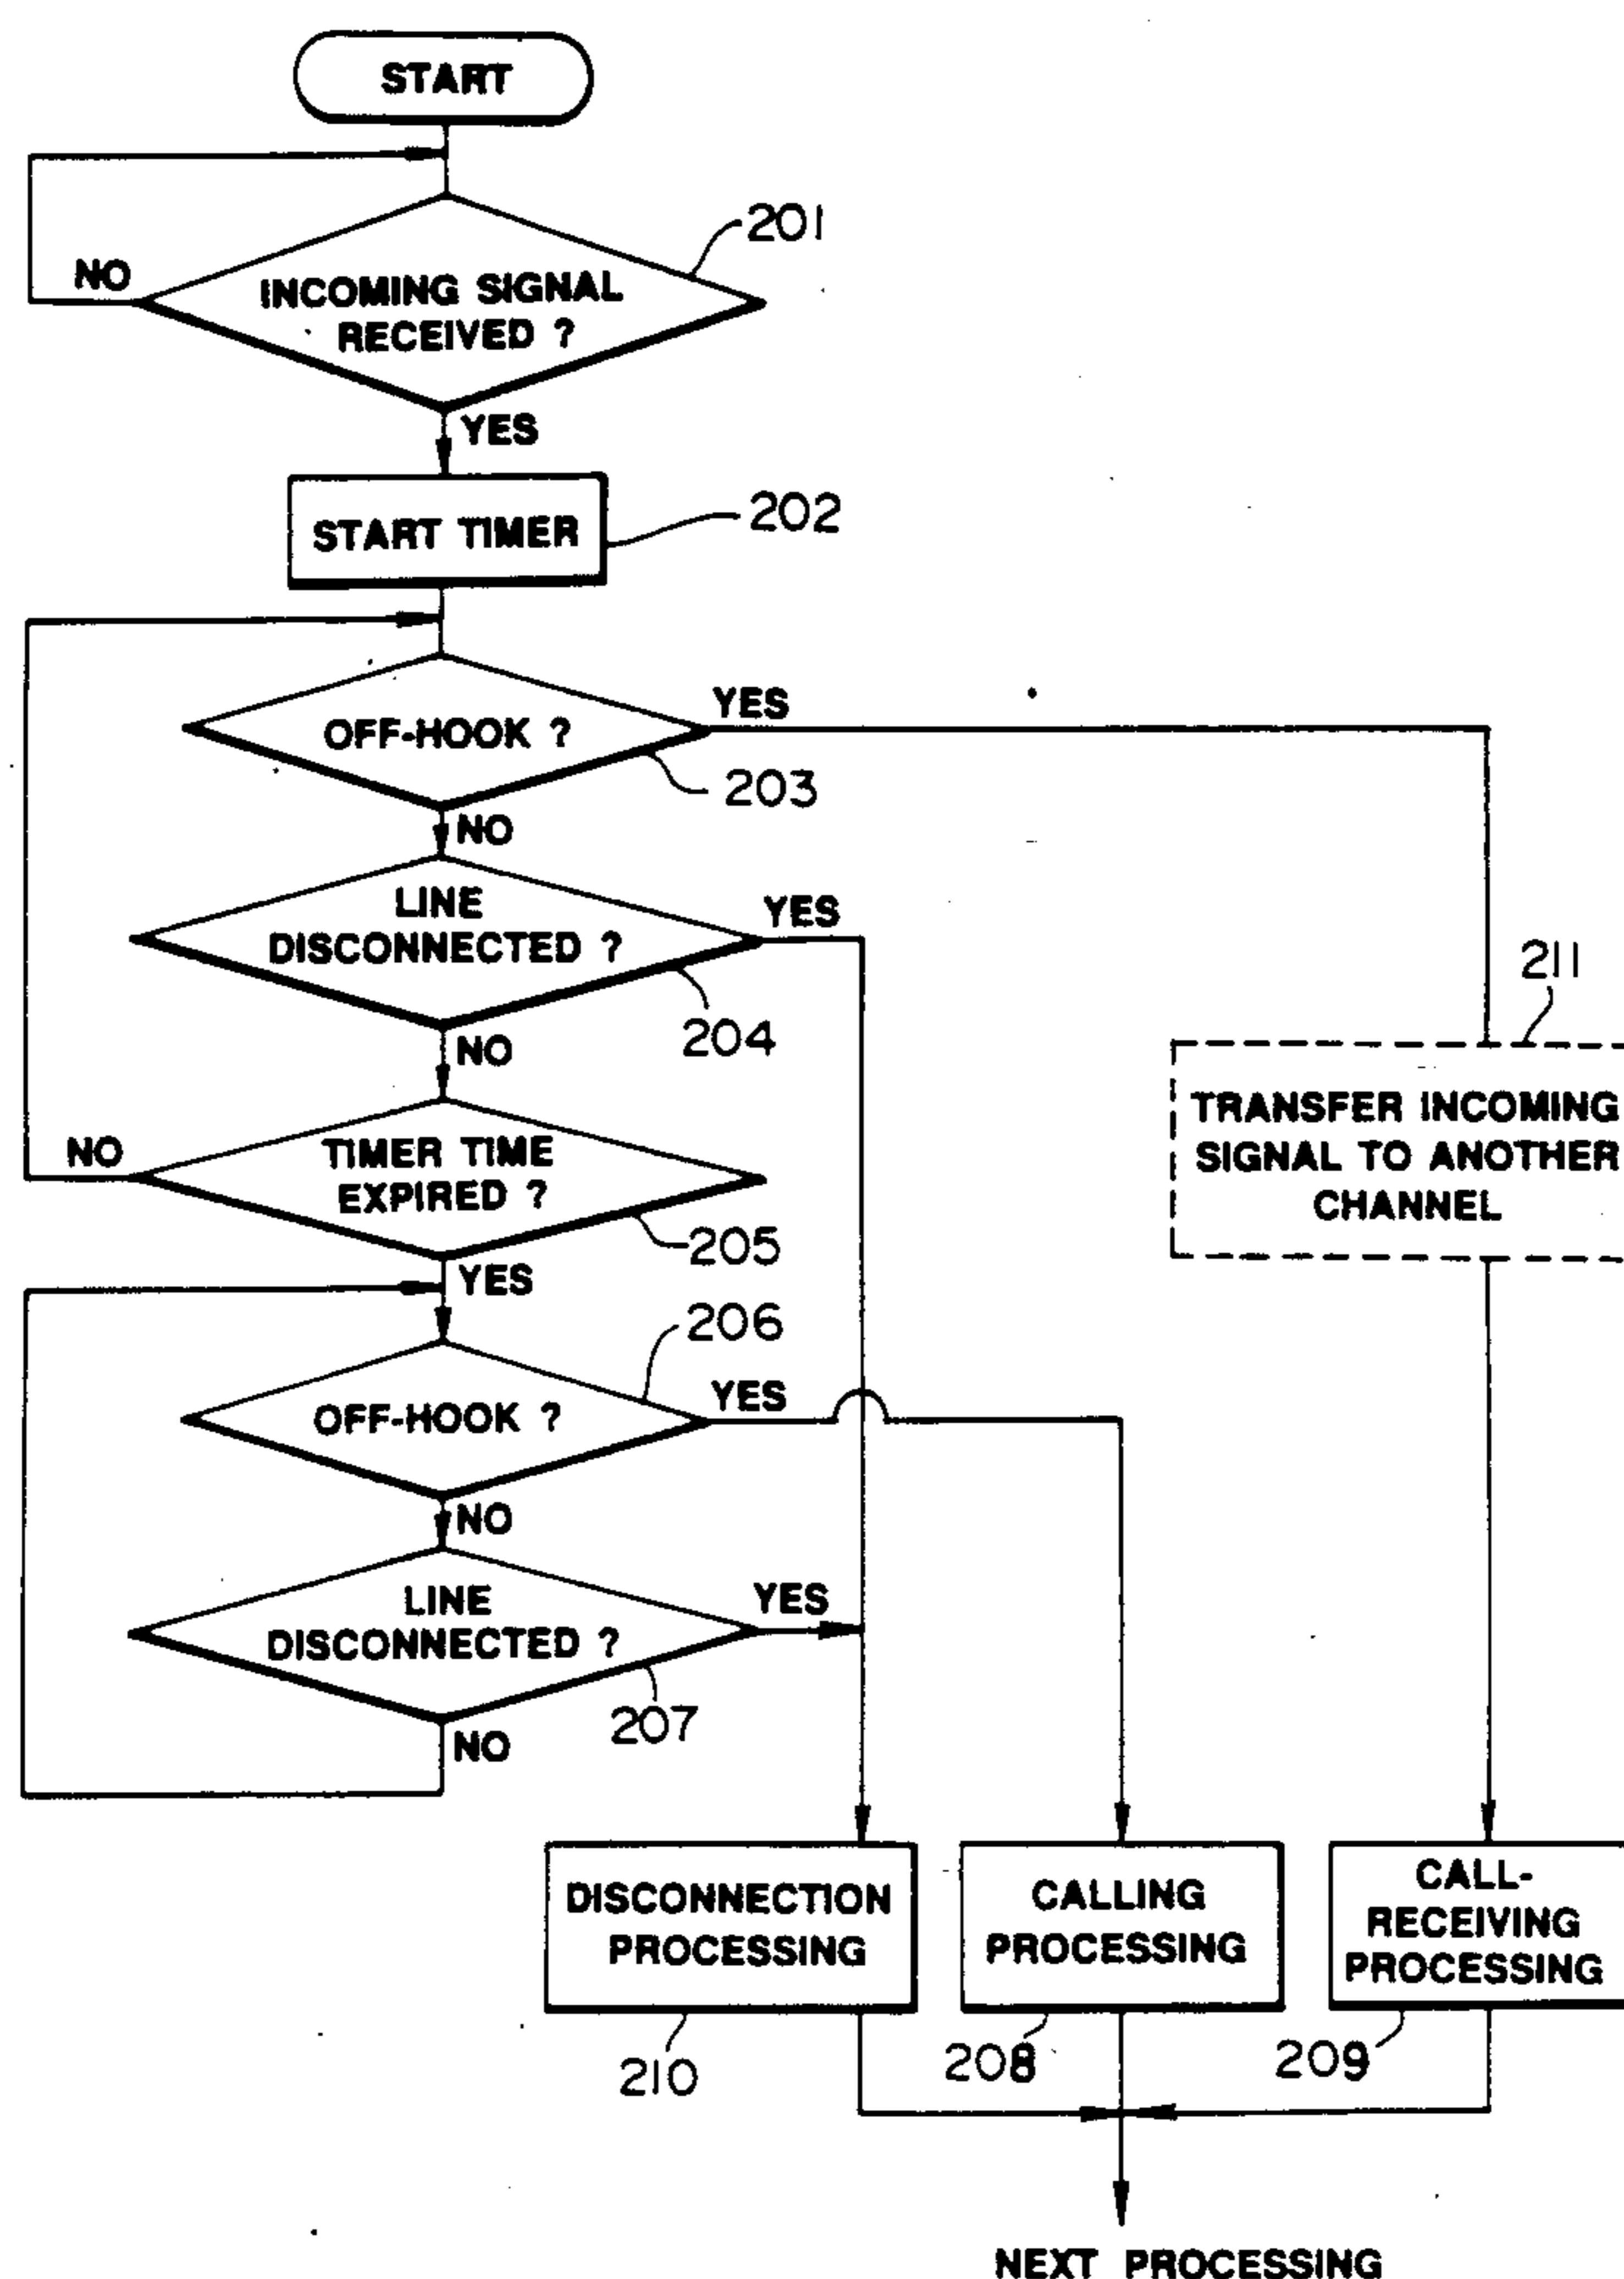 START
201
NO
INCOMING SIGNAL
RECEIVED ?
YES
START TIMER
202
OFF-HOOK ?
YES
203
NO
LINE
DISCONNECTED ?
YES
204
NO
211
TRANSFER INCOMING
SIGNAL TO ANOTHER
CHANNEL
NO
TIMER TIME
EXPIRED ?
205
YES
206
OFF-HOOK ?
YES
NO
LINE
DISCONNECTED ?
YES
207
NO
DISCONNECTION
PROCESSING
CALLING
PROCESSING
CALL-
RECEIVING
PROCESSING
210
208
209
NEXT PROCESSING